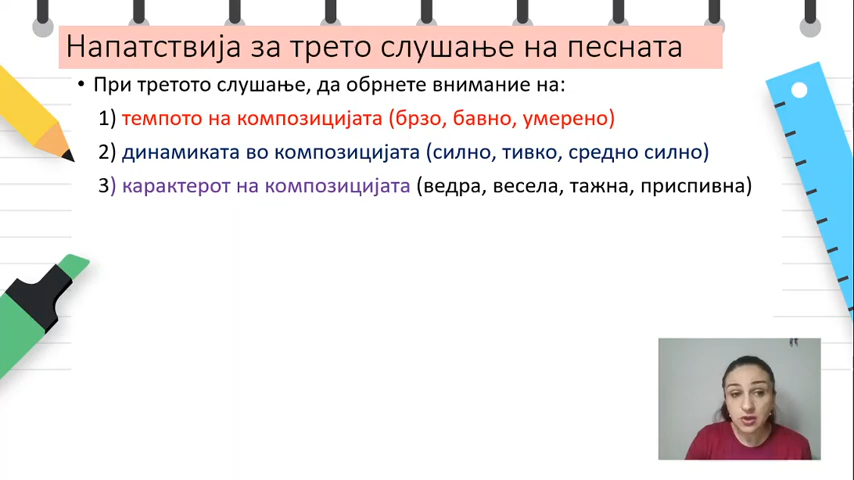 Напатствија за трето слушање на песната
• При третото слушање, да обрнете внимание на:
1) темпото на композицијата (брзо, бавно, умерено)
2) динамиката во композицијата (силно, тивко, средно силно)
3) карактерот на композицијата (ведра, весела, тажна, приспивна)